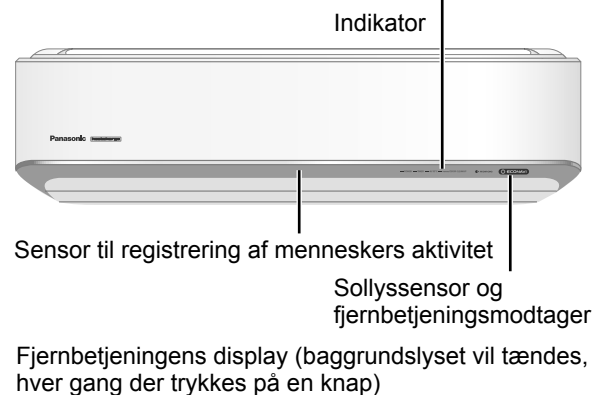 Indikator
Panasonic
ECONAVI
Sensor til registrering af menneskers aktivitet
Sollyssensor og
fjernbetjeningsmodtager
Fjernbetjeningens display (baggrundslyset vil tændes,
hver gang der trykkes på en knap)